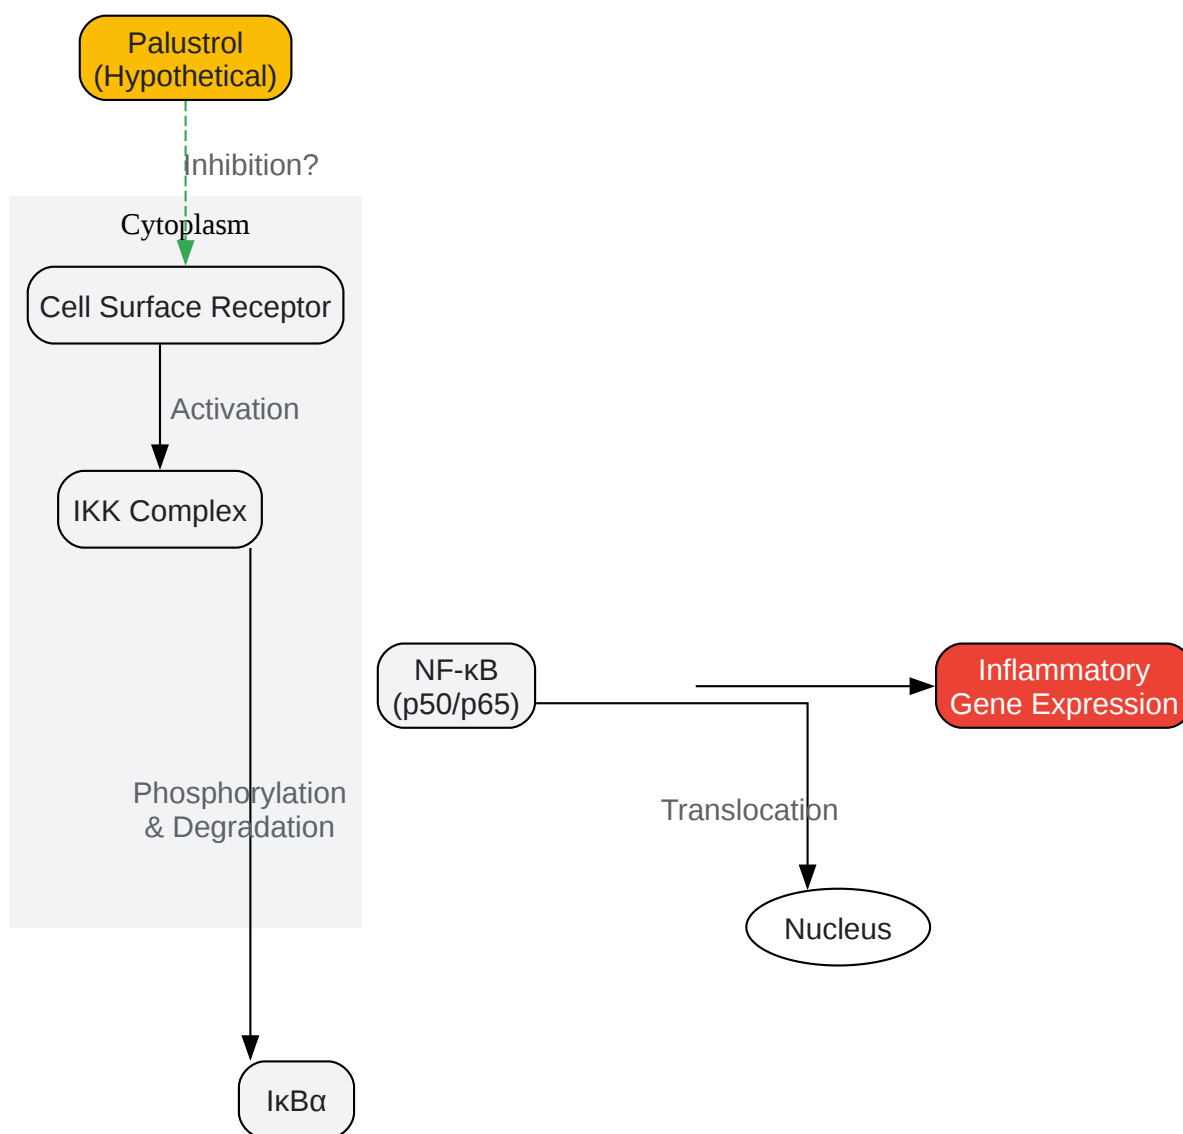 Palustrol
(Hypothetical)
Inhibition?
Cytoplasm
Cell Surface Receptor
Activation
IKK Complex
NF-κB
(p50/p65)
Inflammatory
Gene Expression
Phosphorylation
& Degradation
Translocation
Nucleus
IκBα